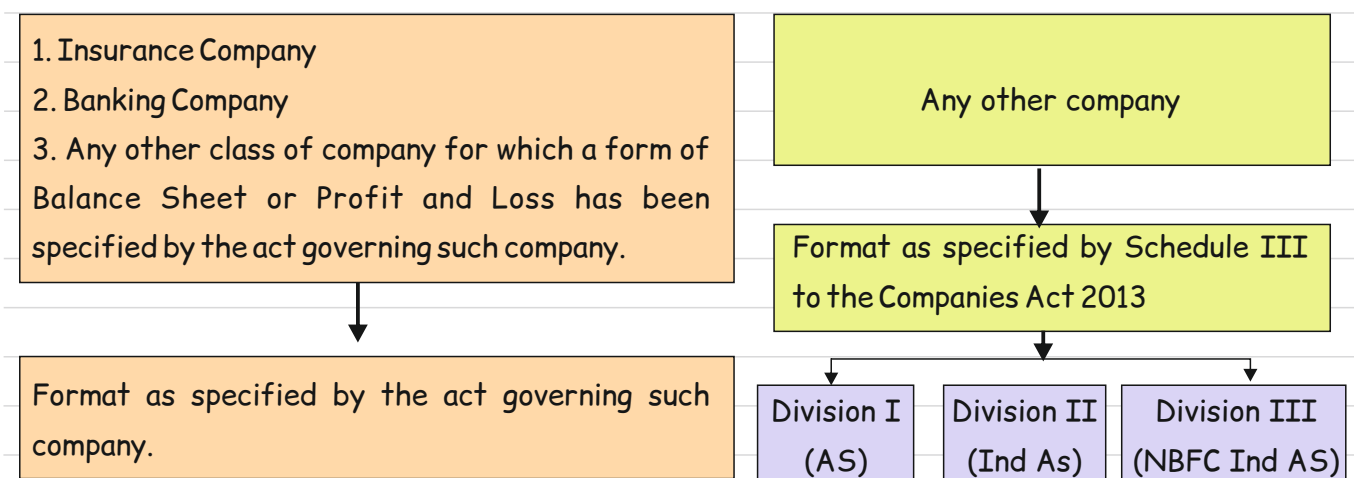 1. Insurance Company
2. Banking Company
3. Any other class of company for which a form of
Balance Sheet or Profit and Loss has been
specified by the act governing such company.
Format as specified by the act governing such
company.
Any other company
Format as specified by Schedule III
to the Companies Act 2013
Division I
(AS)
Division II
(Ind As)
Division III
(NBFC Ind AS)